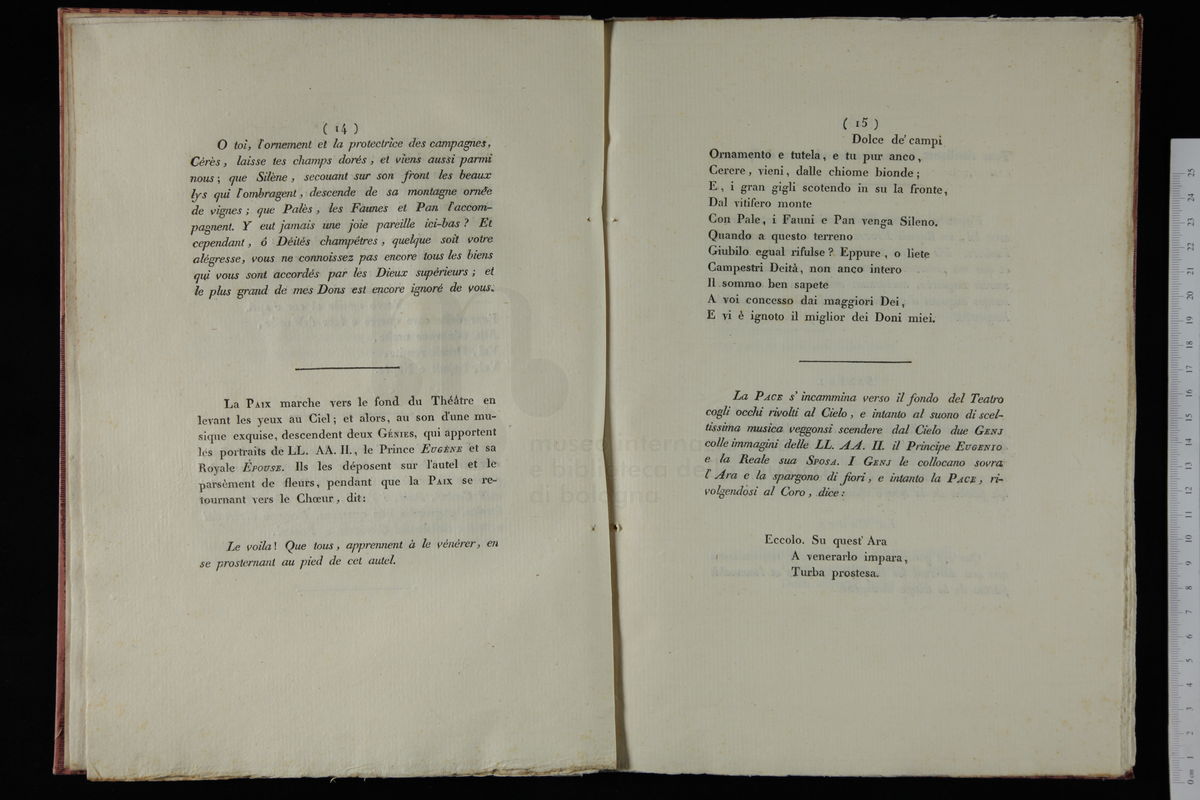 ( 14 )
O toi, l'ornement et la protectrice des campagnes,
Cérès, laisse tes champs dorés, et viens aussi parmi
nous; que Silène, secouant sur son front les beaux
lys qui l'ombragent, descende de sa montagne ornée
de vignes; que Palès, les Faunes et Pan l'accom-
pagnent. Y eut jamais une joie pareille ici-bas? Et
cependant, ô Déités champêtres, quelque soit votre
alégresse, vous ne connoissez pas encore tous les biens
qui vous sont accordés par les Dieux supérieurs; et
le plus grand de mes Dons est encore ignoré de vous.
La PAIX marche vers le fond du Théâtre en
levant les yeux au Ciel; et alors, au son d'une mu-
sique exquise, descendent deux GÉNIES, qui apportent
les portraits de LL. AA. II., le Prince EUGÈNE et sa
Royale ÉPOUSE. Ils les déposent sur l'autel et le
parsèment de fleurs, pendant que la PAIX se re-
tournant vers le Chœur, dit:
Le voila! Que tous, apprennent à le vénérer, en
se prosternant au pied de cet autel.
( 15 )
Dolce de' campi
Ornamento e tutela, e tu pur anco,
Cerere, vieni, dalle chiome bionde;
E, i gran gigli scotendo in su la fronte,
Dal vitifero monte
Con Pale, i Fauni e Pan venga Sileno.
Quando a questo terreno
Giubilo egual rifulse? Eppure, o liete
Campestri Deità, non anco intero
Il sommo ben sapete
A voi concesso dai maggiori Dei,
E vi è ignoto il miglior dei Doni miei.
La PACE s'incammina verso il fondo del Teatro
cogli occhi rivolti al Cielo, e intanto al suono di scel-
tissima musica veggonsi scendere dal Cielo due GENJ
colle immagini delle LL. AA. II. il Principe EUGENIO
e la Reale sua SPOSA. I GENJ le collocano sovra
l'Ara e la spargono di fiori, e intanto la PACE, ri-
volgendosi al Coro, dice:
Eccolo. Su quest' Ara
A venerarlo impara,
Turba prostesa.
museo interna
e biblioteca de
di bologna